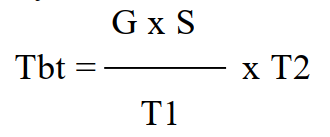 G x S
Tbt = x T2
T1